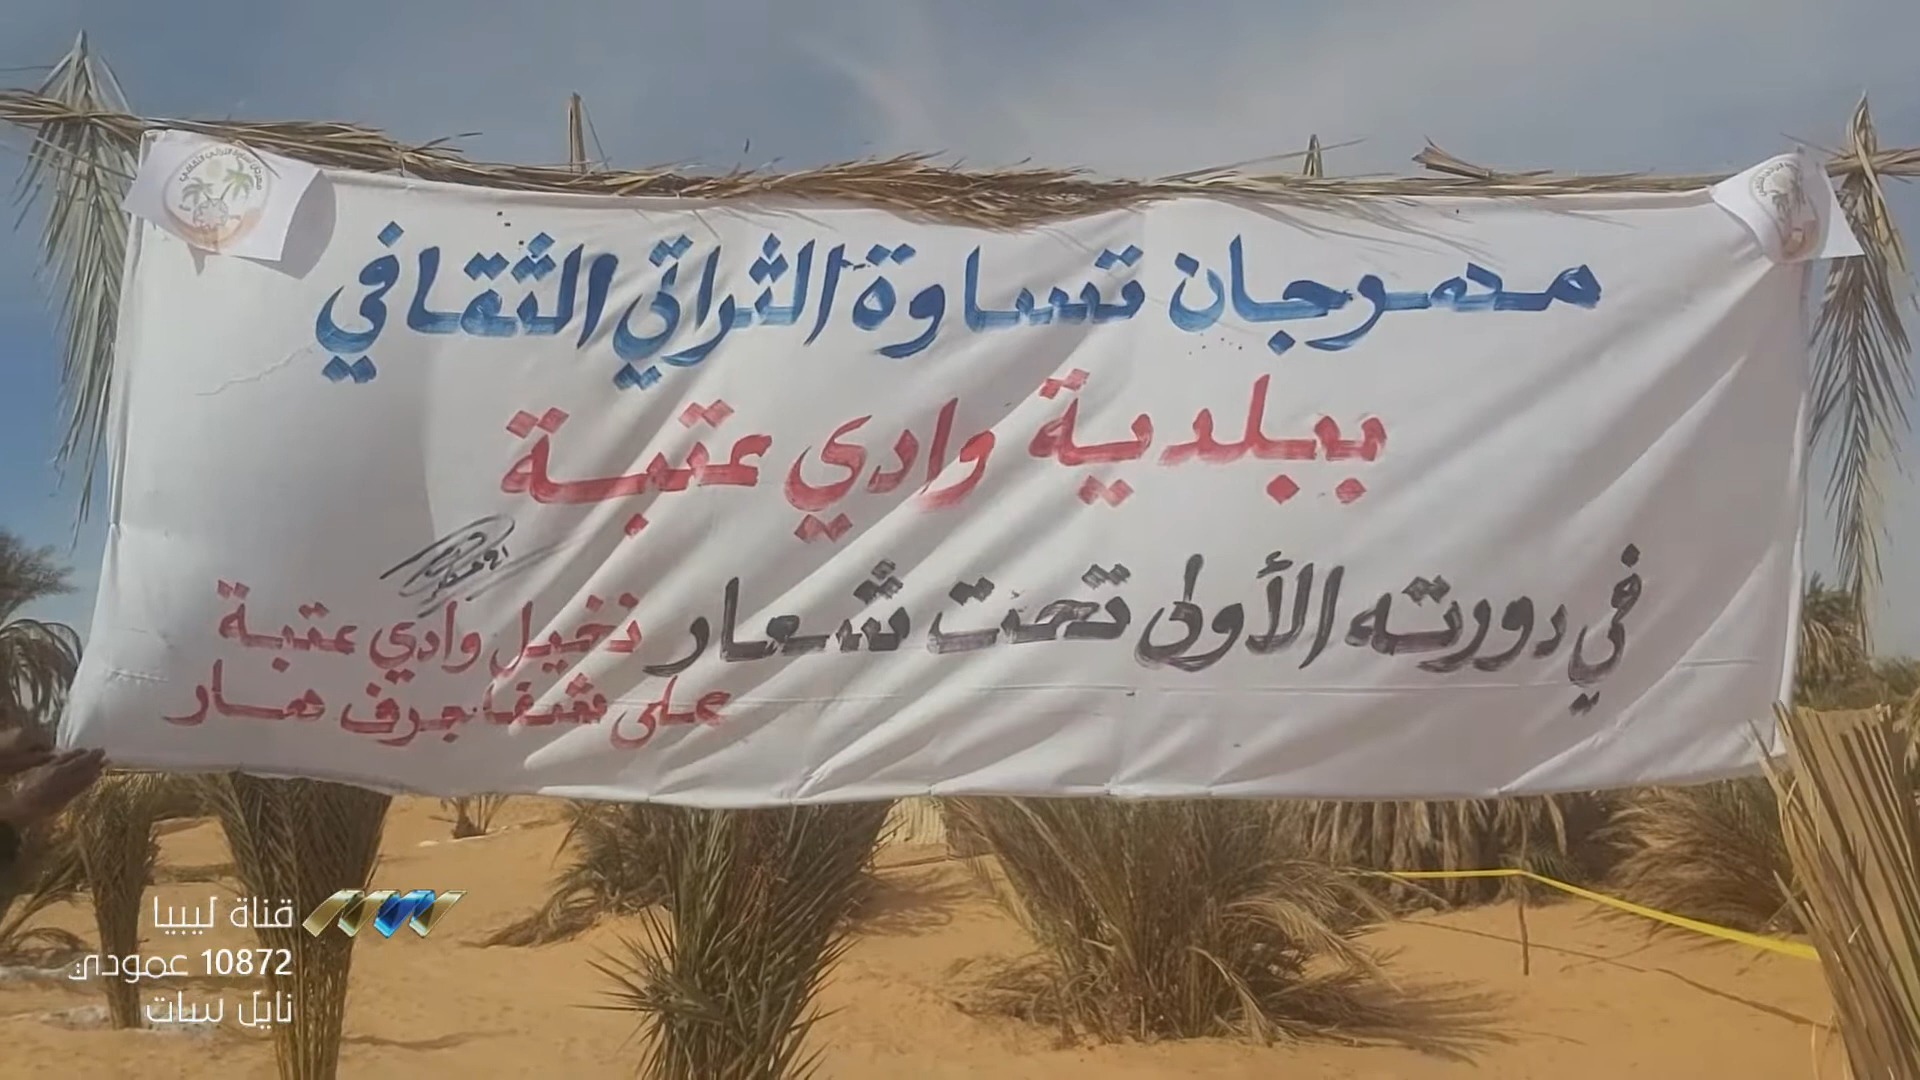 مهرجان تساوة التراثي الثقافي
ببلدية وادي عتبة
في دورته الأولى تحت شعار
نخيل وادي عتبة
على شفا جرف هار
قناة ليبيا
10872 عمودي
نايل سات